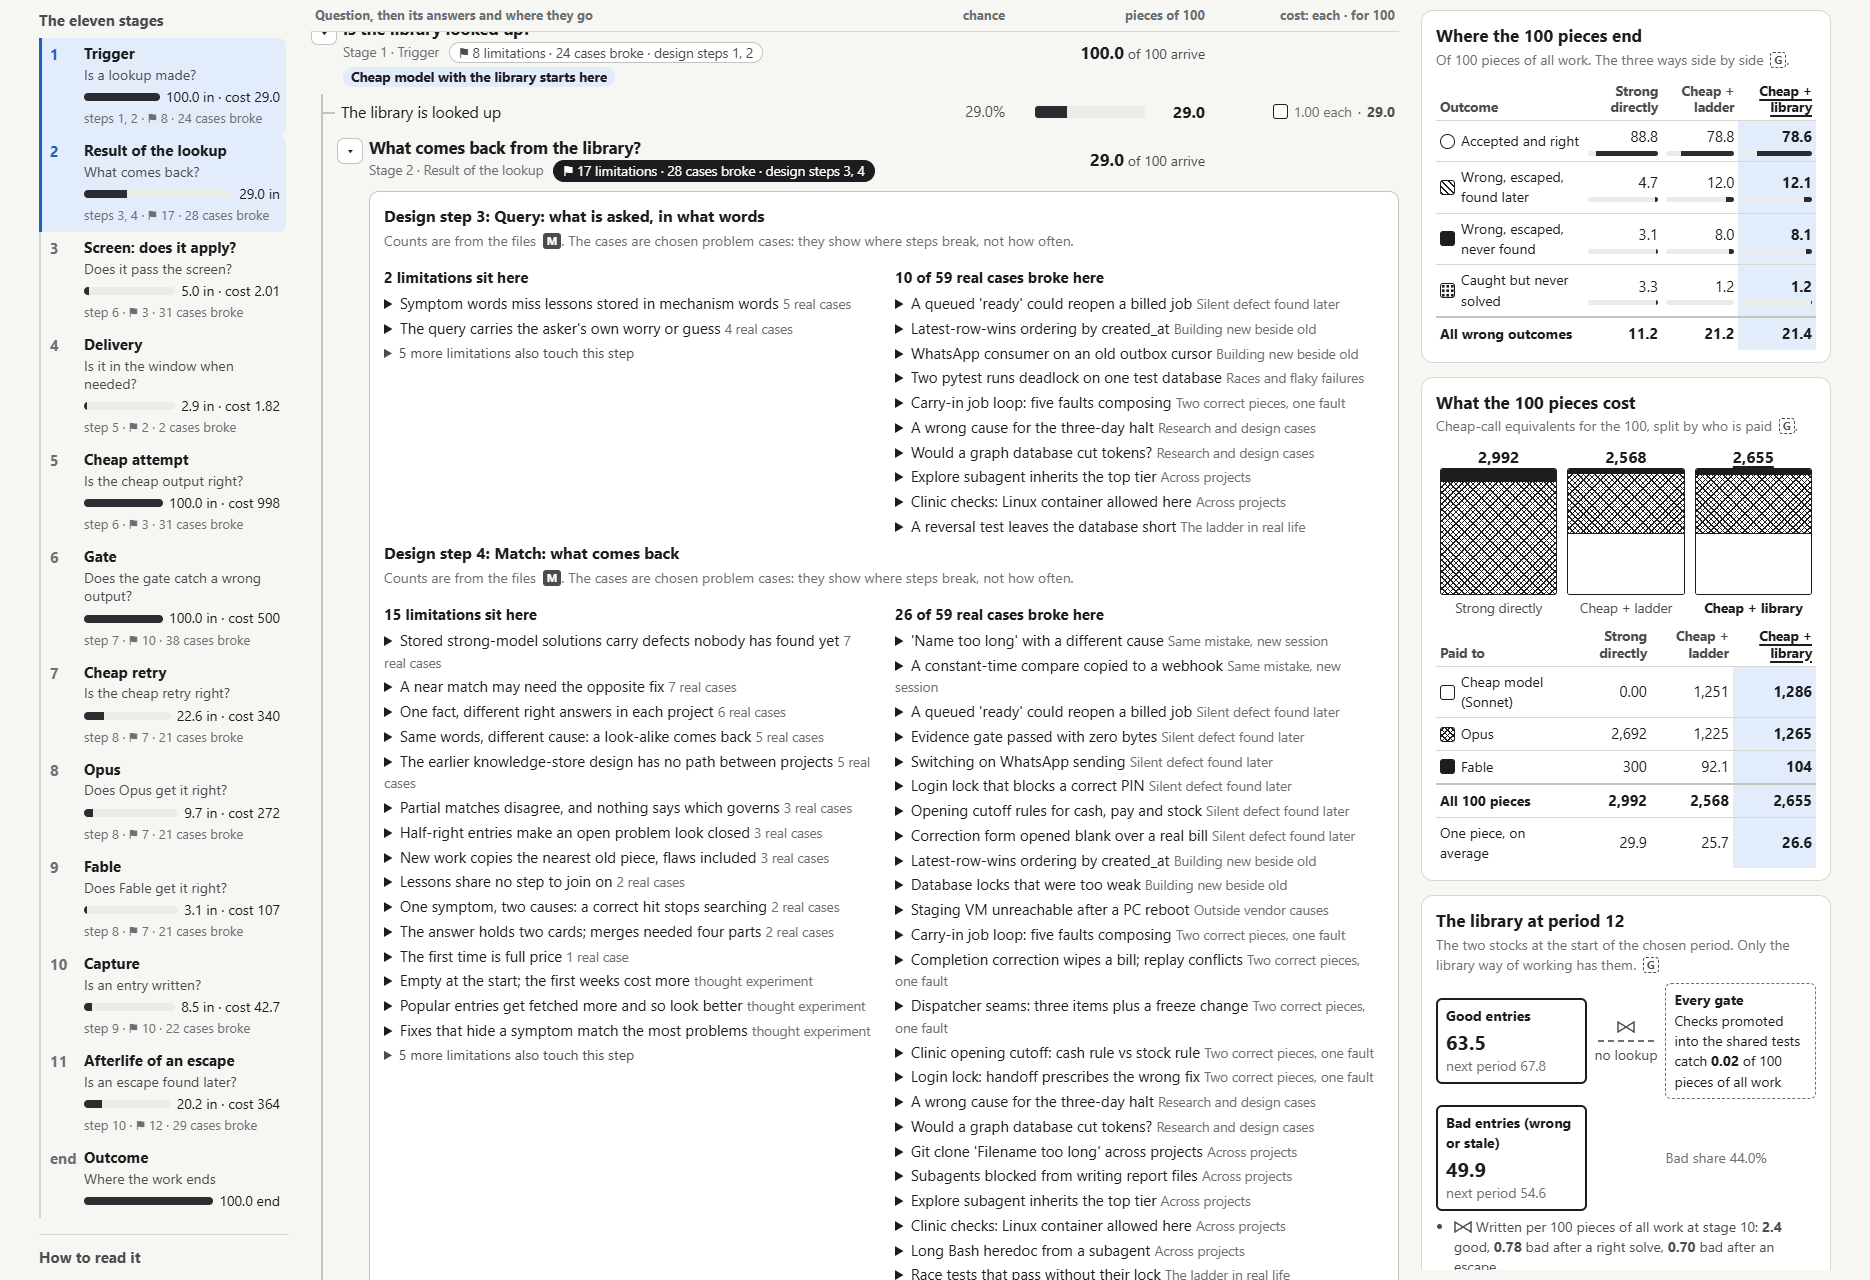 The eleven stages
1 Trigger
Is a lookup made?
100.0 in · cost 29.0
steps 1, 2 · ⚑ 8 · 24 cases broke
2 Result of the lookup
What comes back?
29.0 in
steps 3, 4 · ⚑ 17 · 28 cases broke
3 Screen: does it apply?
Does it pass the screen?
5.0 in · cost 2.01
step 6 · ⚑ 3 · 31 cases broke
4 Delivery
Is it in the window when
needed?
2.9 in · cost 1.82
step 5 · ⚑ 2 · 2 cases broke
5 Cheap attempt
Is the cheap output right?
100.0 in · cost 998
step 6 · ⚑ 3 · 31 cases broke
6 Gate
Does the gate catch a wrong
output?
100.0 in · cost 500
step 7 · ⚑ 10 · 38 cases broke
7 Cheap retry
Is the cheap retry right?
22.6 in · cost 340
step 8 · ⚑ 7 · 21 cases broke
8 Opus
Does Opus get it right?
9.7 in · cost 272
step 8 · ⚑ 7 · 21 cases broke
9 Fable
Does Fable get it right?
3.1 in · cost 107
step 8 · ⚑ 7 · 21 cases broke
10 Capture
Is an entry written?
8.5 in · cost 42.7
step 9 · ⚑ 10 · 22 cases broke
11 Afterlife of an escape
Is an escape found later?
20.2 in · cost 364
step 10 · ⚑ 12 · 29 cases broke
end Outcome
Where the work ends
100.0 end
How to read it
Question, then its answers and where they go chance pieces of 100 cost: each · for 100
Is the library looked up?
Stage 1 · Trigger ⚑ 8 limitations · 24 cases broke · design steps 1, 2 100.0 of 100 arrive
Cheap model with the library starts here
The library is looked up 29.0% 29.0 1.00 each · 29.0
What comes back from the library?
Stage 2 · Result of the lookup ⚑ 17 limitations · 28 cases broke · design steps 3, 4 29.0 of 100 arrive
Design step 3: Query: what is asked, in what words
Counts are from the files M. The cases are chosen problem cases: they show where steps break, not how often.
2 limitations sit here
▶ Symptom words miss lessons stored in mechanism words 5 real cases
▶ The query carries the asker's own worry or guess 4 real cases
▶ 5 more limitations also touch this step
10 of 59 real cases broke here
▶ A queued 'ready' could reopen a billed job Silent defect found later
▶ Latest-row-wins ordering by created_at Building new beside old
▶ WhatsApp consumer on an old outbox cursor Building new beside old
▶ Two pytest runs deadlock on one test database Races and flaky failures
▶ Carry-in job loop: five faults composing Two correct pieces, one fault
▶ A wrong cause for the three-day halt Research and design cases
▶ Would a graph database cut tokens? Research and design cases
▶ Explore subagent inherits the top tier Across projects
▶ Clinic checks: Linux container allowed here Across projects
▶ A reversal test leaves the database short The ladder in real life
Design step 4: Match: what comes back
Counts are from the files M. The cases are chosen problem cases: they show where steps break, not how often.
15 limitations sit here
▶ Stored strong-model solutions carry defects nobody has found yet 7
real cases
▶ A near match may need the opposite fix 7 real cases
▶ One fact, different right answers in each project 6 real cases
▶ Same words, different cause: a look-alike comes back 5 real cases
▶ The earlier knowledge-store design has no path between projects 5 real
cases
▶ Partial matches disagree, and nothing says which governs 3 real cases
▶ Half-right entries make an open problem look closed 3 real cases
▶ New work copies the nearest old piece, flaws included 3 real cases
▶ Lessons share no step to join on 2 real cases
▶ One symptom, two causes: a correct hit stops searching 2 real cases
▶ The answer holds two cards; merges needed four parts 2 real cases
▶ The first time is full price 1 real case
▶ Empty at the start; the first weeks cost more thought experiment
▶ Popular entries get fetched more and so look better thought experiment
▶ Fixes that hide a symptom match the most problems thought experiment
▶ 5 more limitations also touch this step
26 of 59 real cases broke here
▶ 'Name too long' with a different cause Same mistake, new session
▶ A constant-time compare copied to a webhook Same mistake, new
session
▶ A queued 'ready' could reopen a billed job Silent defect found later
▶ Evidence gate passed with zero bytes Silent defect found later
▶ Switching on WhatsApp sending Silent defect found later
▶ Login lock that blocks a correct PIN Silent defect found later
▶ Opening cutoff rules for cash, pay and stock Silent defect found later
▶ Correction form opened blank over a real bill Silent defect found later
▶ Latest-row-wins ordering by created_at Building new beside old
▶ Database locks that were too weak Building new beside old
▶ Staging VM unreachable after a PC reboot Outside vendor causes
▶ Carry-in job loop: five faults composing Two correct pieces, one fault
▶ Completion correction wipes a bill; replay conflicts Two correct pieces,
one fault
▶ Dispatcher seams: three items plus a freeze change Two correct pieces,
one fault
▶ Clinic opening cutoff: cash rule vs stock rule Two correct pieces, one fault
▶ Login lock: handoff prescribes the wrong fix Two correct pieces, one fault
▶ A wrong cause for the three-day halt Research and design cases
▶ Would a graph database cut tokens? Research and design cases
▶ Git clone 'Filename too long' across projects Across projects
▶ Subagents blocked from writing report files Across projects
▶ Explore subagent inherits the top tier Across projects
▶ Clinic checks: Linux container allowed here Across projects
▶ Long Bash heredoc from a subagent Across projects
▶ Race tests that pass without their lock The ladder in real life
Where the 100 pieces end
Of 100 pieces of all work. The three ways side by side G.
Outcome Strong directly Cheap + ladder Cheap + library
Accepted and right 88.8 78.8 78.6
Wrong, escaped, found later 4.7 12.0 12.1
Wrong, escaped, never found 3.1 8.0 8.1
Caught but never solved 3.3 1.2 1.2
All wrong outcomes 11.2 21.2 21.4
What the 100 pieces cost
Cheap-call equivalents for the 100, split by who is paid G.
2,992 2,568 2,655
Strong directly Cheap + ladder Cheap + library
Paid to Strong directly Cheap + ladder Cheap + library
Cheap model (Sonnet) 0.00 1,251 1,286
Opus 2,692 1,225 1,265
Fable 300 92.1 104
All 100 pieces 2,992 2,568 2,655
One piece, on average 29.9 25.7 26.6
The library at period 12
The two stocks at the start of the chosen period. Only the
library way of working has them. G
Good entries
63.5
next period 67.8
no lookup
Every gate
Checks promoted
into the shared tests
catch 0.02 of 100
pieces of all work
Bad entries (wrong
or stale)
49.9
next period 54.6
Bad share 44.0%
• ⋈ Written per 100 pieces of all work at stage 10: 2.4
good, 0.78 bad after a right solve, 0.70 bad after an
escape